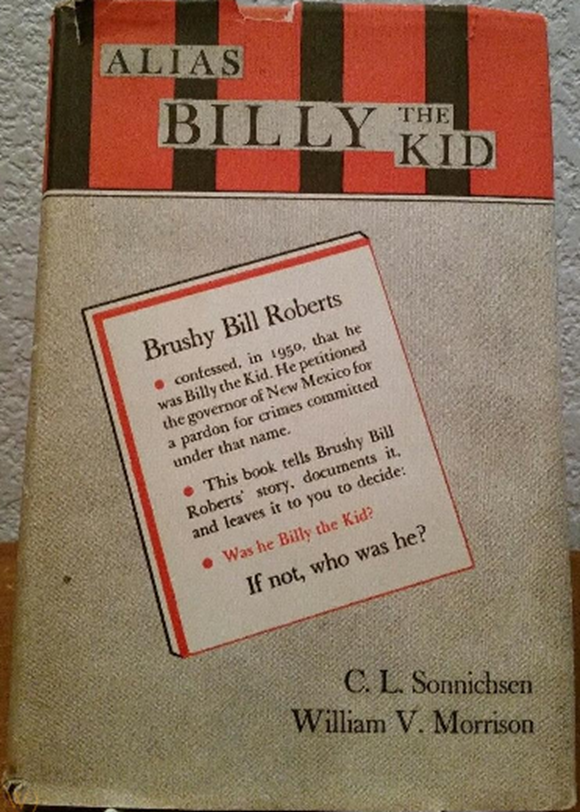 ALIAS
BILLY THE KID
Brushy Bill Roberts
• confessed, in 1950, that he
was Billy the Kid. He petitioned
the governor of New Mexico for
a pardon for crimes committed
under that name.
• This book tells Brushy Bill
Roberts' story, documents it,
and leaves it to you to decide:
• Was he Billy the Kid?
If not, who was he?
C. L. Sonnichsen
William V. Morrison